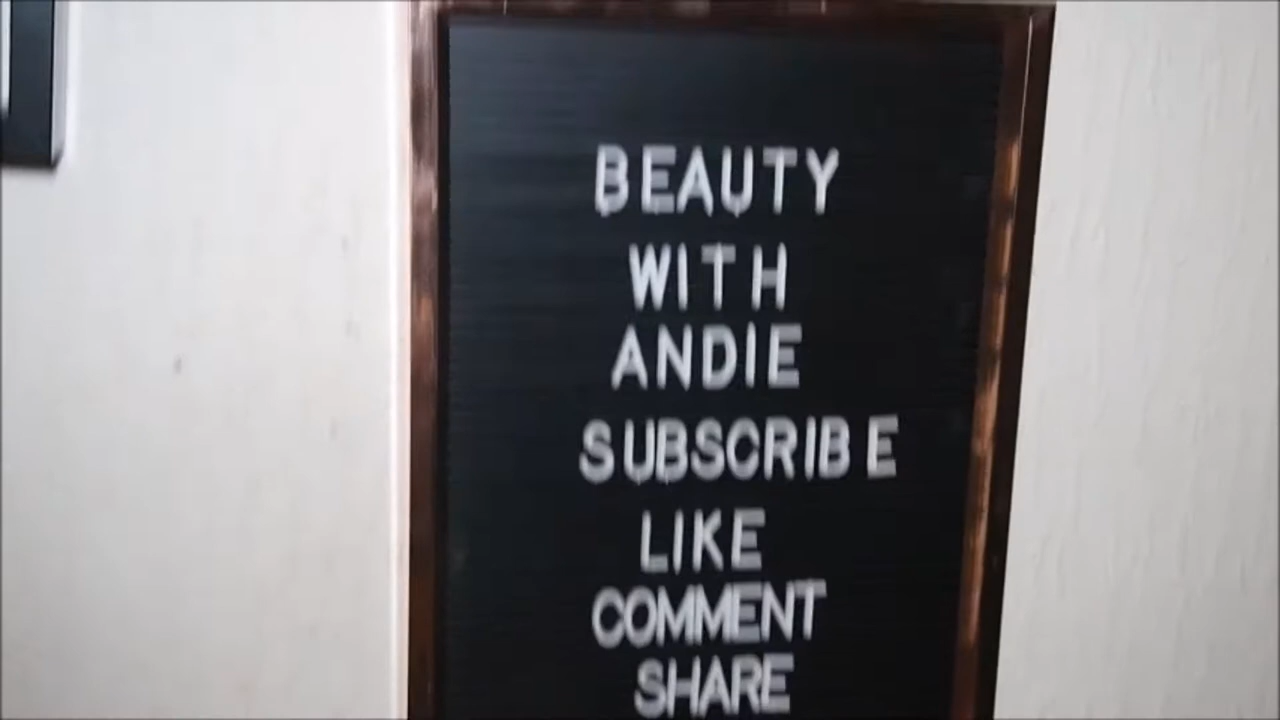 BEAUTY
WITH
ANDIE
SUBSCRIBE
LIKE
COMMENT
SHARE